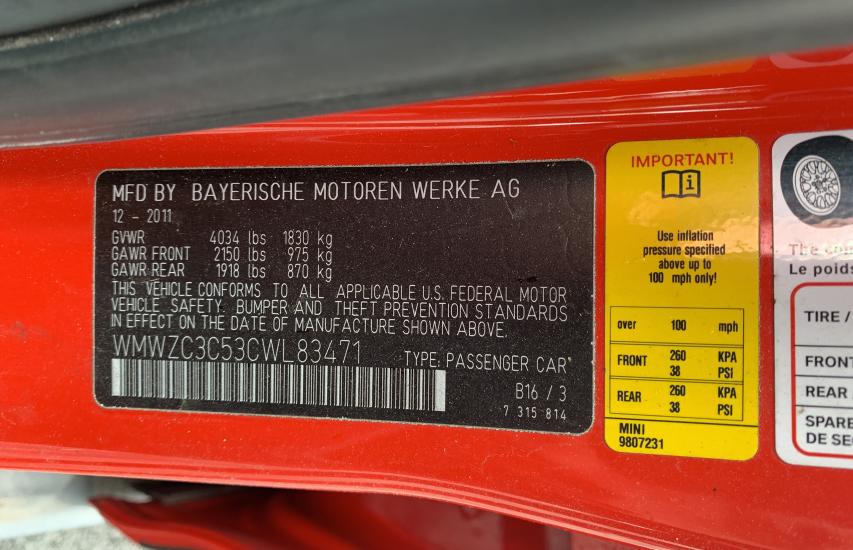 MFD BY BAYERISCHE MOTOREN WERKE AG
12 - 2011
GVWR 4034 lbs 1830 kg
GAWR FRONT 2150 lbs 975 kg
GAWR REAR 1918 lbs 870 kg
THIS VEHICLE CONFORMS TO ALL APPLICABLE U.S. FEDERAL MOTOR
VEHICLE SAFETY, BUMPER AND THEFT PREVENTION STANDARDS
IN EFFECT ON THE DATE OF MANUFACTURE SHOWN ABOVE.
WMWZC3C53CWL83471 TYPE: PASSENGER CAR
B16 / 3
7 315 814
IMPORTANT!
Use inflation
pressure specified
above up to
100 mph only!
over 100 mph
FRONT 260 KPA
38 PSI
REAR 260 KPA
38 PSI
MINI
9807231
The
Le poids
TIRE /
FRONT
REAR
SPARE
DE